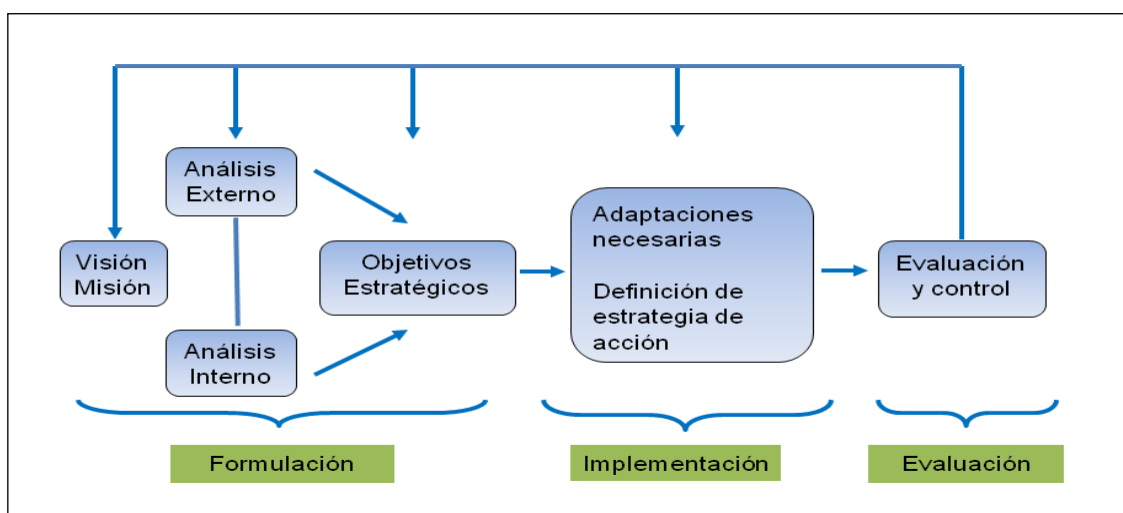 Visión
Misión
Análisis
Externo
Análisis
Interno
Objetivos
Estratégicos
Adaptaciones
necesarias
Definición de
estrategia de
acción
Evaluación
y control
Formulación
Implementación
Evaluación